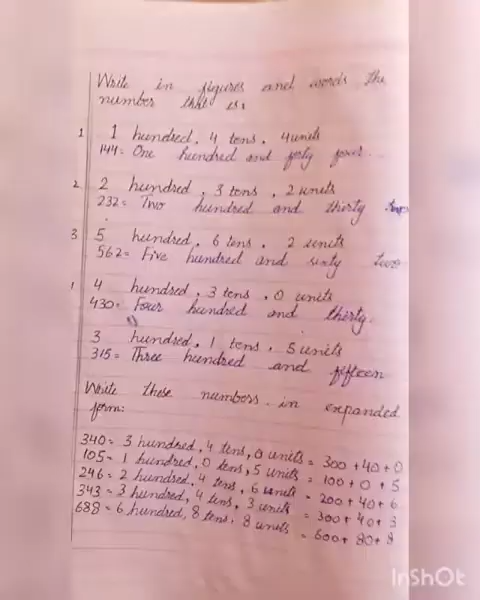 Write in figures and words the
number that is:
1 1 hundred, 4 tens, 4 units
144= One hundred and forty four..
2. 2 hundred, 3 tens, 2 units
232= Two hundred and thirty two
3 5 hundred, 6 tens, 2 units
562= Five hundred and sixty two
1 4 hundred, 3 tens, 0 units
430= Four hundred and thirty.
3 hundred, 1 tens, 5 units
315= Three hundred and fifteen
Write these numbers in expanded
form:
340= 3 hundred, 4 tens, 0 units = 300 + 40 + 0
105= 1 hundred, 0 tens, 5 units = 100 + 0 + 5
246= 2 hundred, 4 tens, 6 units = 200 + 40 + 6
343= 3 hundred, 4 tens, 3 units = 300 + 40 + 3
688= 6 hundred, 8 tens, 8 units = 600 + 80 + 8
InShOt